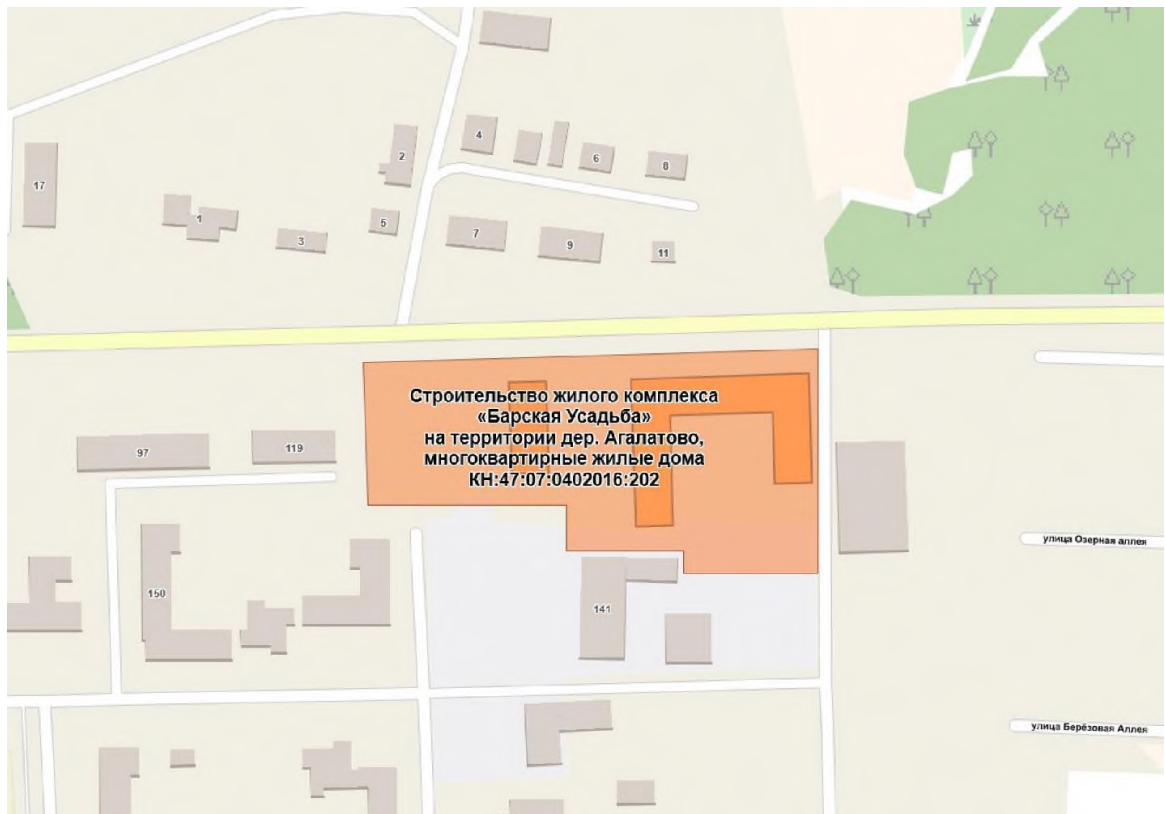 4
2
6
8
17
1
5
3
7
9
11
Строительство жилого комплекса
«Барская Усадьба»
на территории дер. Агалатово,
многоквартирные жилые дома
КН:47:07:0402016:202
97
119
улица Озерная аллея
150
141
улица Берёзовая Аллея